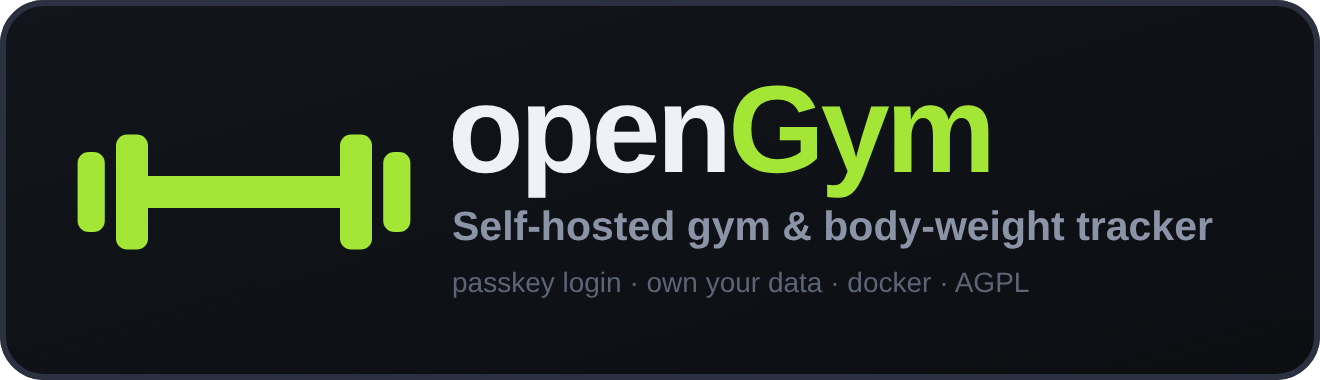 openGym
Self-hosted gym & body-weight tracker
passkey login · own your data · docker · AGPL